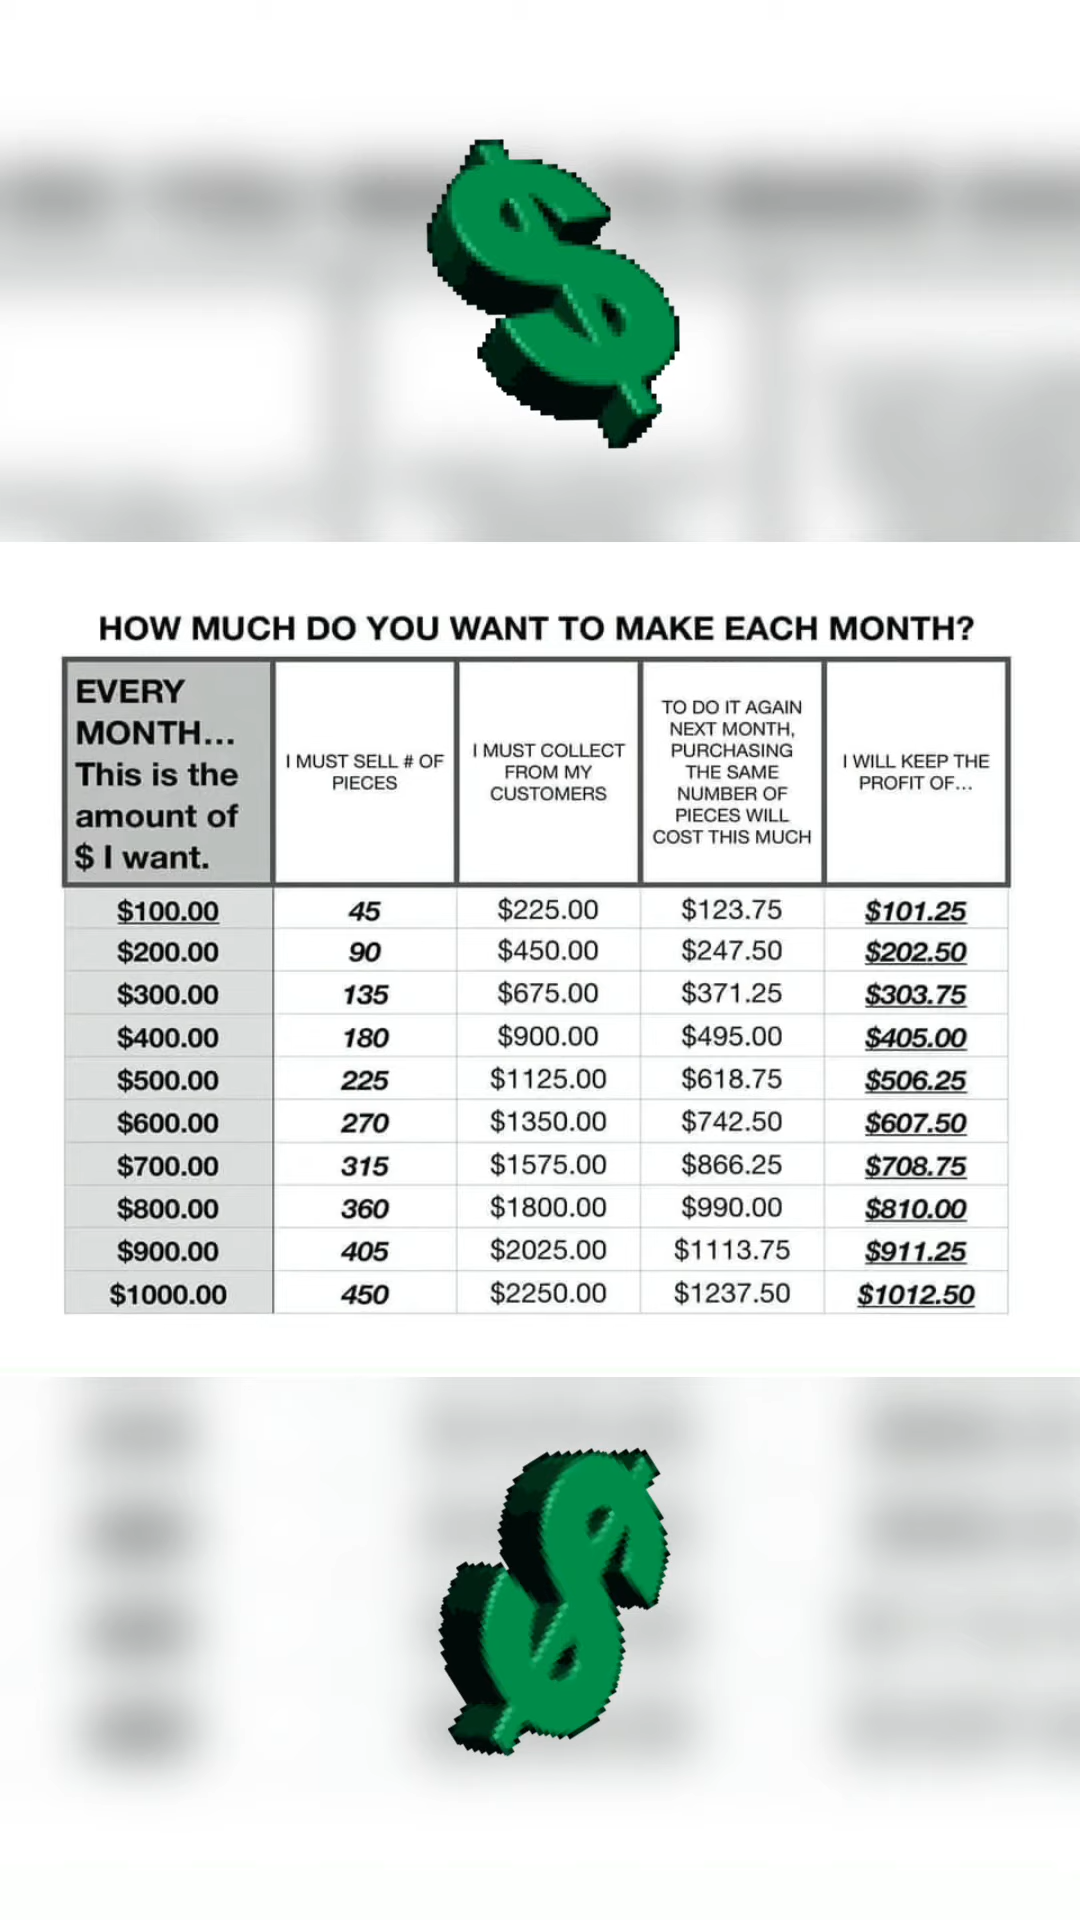 HOW MUCH DO YOU WANT TO MAKE EACH MONTH?
EVERY
MONTH...
This is the
amount of
$ I want.
I MUST SELL # OF
PIECES
I MUST COLLECT
FROM MY
CUSTOMERS
TO DO IT AGAIN
NEXT MONTH,
PURCHASING
THE SAME
NUMBER OF
PIECES WILL
COST THIS MUCH
I WILL KEEP THE
PROFIT OF...
$100.00 45 $225.00 $123.75 $101.25
$200.00 90 $450.00 $247.50 $202.50
$300.00 135 $675.00 $371.25 $303.75
$400.00 180 $900.00 $495.00 $405.00
$500.00 225 $1125.00 $618.75 $506.25
$600.00 270 $1350.00 $742.50 $607.50
$700.00 315 $1575.00 $866.25 $708.75
$800.00 360 $1800.00 $990.00 $810.00
$900.00 405 $2025.00 $1113.75 $911.25
$1000.00 450 $2250.00 $1237.50 $1012.50